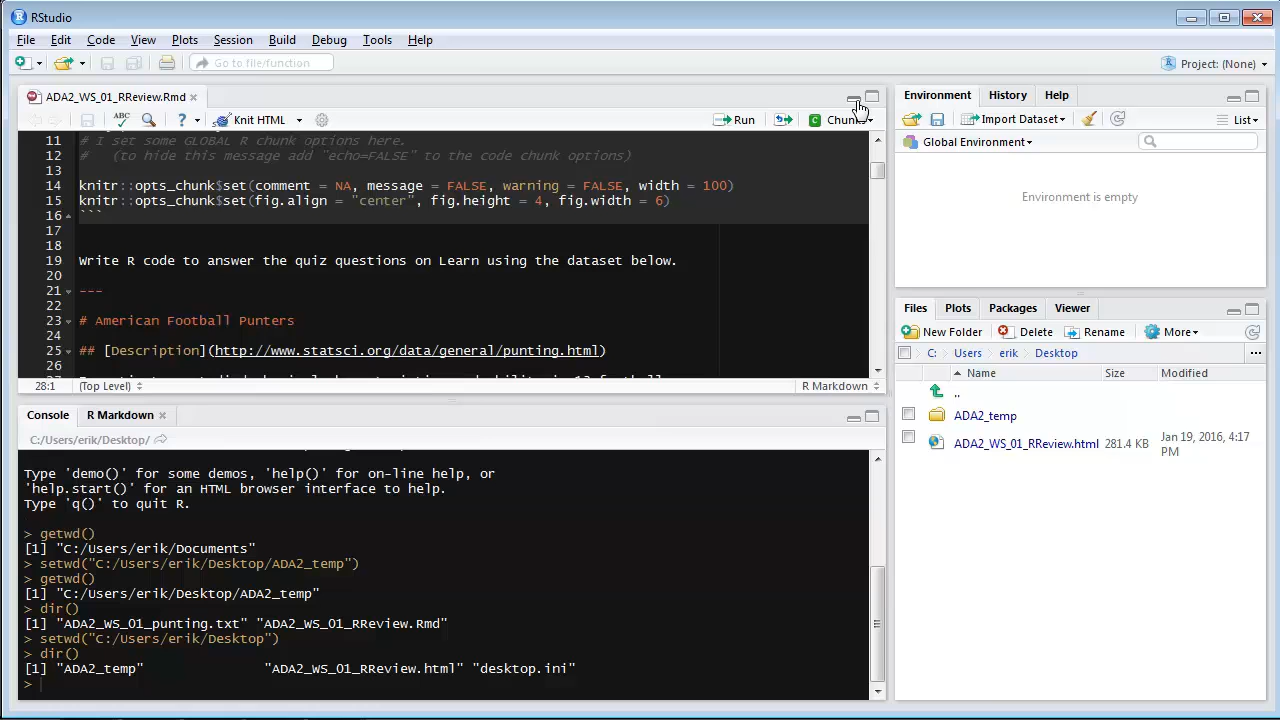 RStudio
File Edit Code View Plots Session Build Debug Tools Help
Go to file/function
Project: (None)
ADA2_WS_01_RReview.Rmd
ABC
Knit HTML
Run
Chunks
11 # I set some GLOBAL R chunk options here.
12 #   (to hide this message add "echo=FALSE" to the code chunk options)
13
14 knitr::opts_chunk$set(comment = NA, message = FALSE, warning = FALSE, width = 100)
15 knitr::opts_chunk$set(fig.align = "center", fig.height = 4, fig.width = 6)
16 ```
17
18
19 Write R code to answer the quiz questions on Learn using the dataset below.
20
21 ---
22
23 # American Football Punters
24
25 ## [Description](http://www.statsci.org/data/general/punting.html)
26
28:1 (Top Level)
R Markdown
Console R Markdown
C:/Users/erik/Desktop/
Type 'demo()' for some demos, 'help()' for on-line help, or
'help.start()' for an HTML browser interface to help.
Type 'q()' to quit R.
> getwd()
[1] "C:/Users/erik/Documents"
> setwd("C:/Users/erik/Desktop/ADA2_temp")
> getwd()
[1] "C:/Users/erik/Desktop/ADA2_temp"
> dir()
[1] "ADA2_WS_01_punting.txt" "ADA2_WS_01_RReview.Rmd"
> setwd("C:/Users/erik/Desktop")
> dir()
[1] "ADA2_temp"               "ADA2_WS_01_RReview.html" "desktop.ini"
>
Environment History Help
Import Dataset
List
Global Environment
Environment is empty
Files Plots Packages Viewer
New Folder Delete Rename More
C: Users erik Desktop
Name Size Modified
..
ADA2_temp
ADA2_WS_01_RReview.html 281.4 KB Jan 19, 2016, 4:17
PM